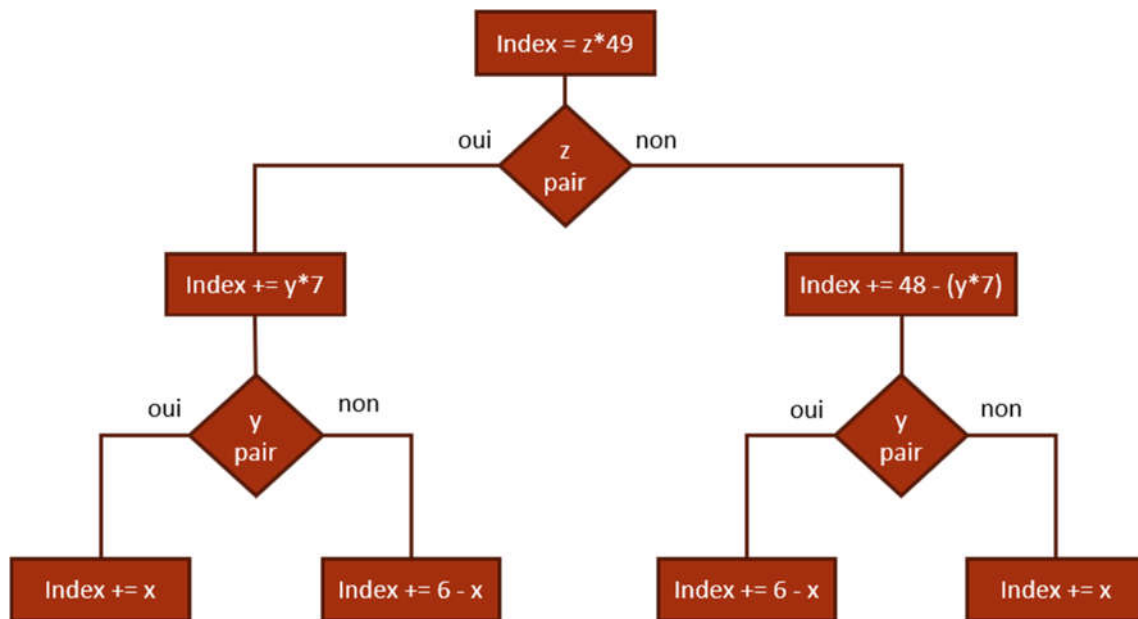 Index = z*49
oui
non
z
pair
Index += y*7
Index += 48 - (y*7)
oui
non
y
pair
oui
non
y
pair
Index += x
Index += 6 - x
Index += 6 - x
Index += x